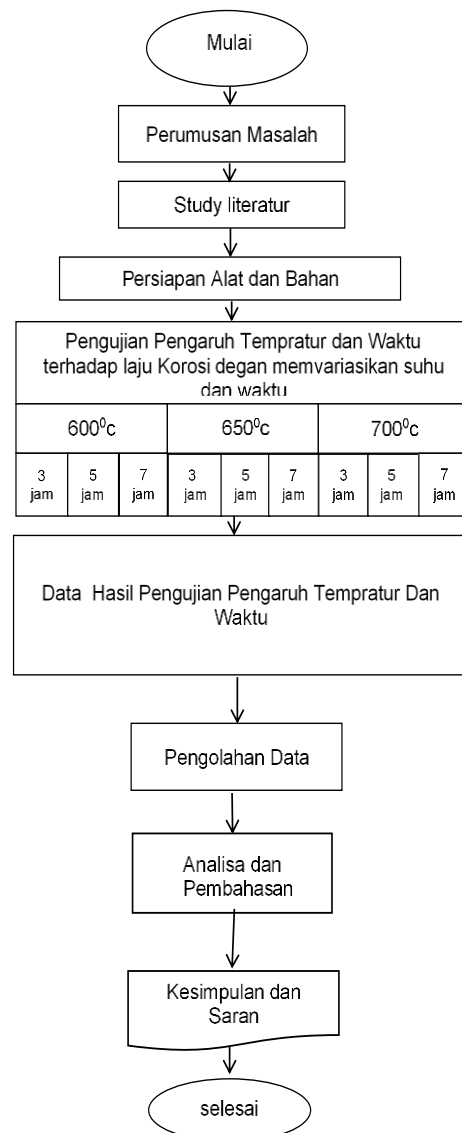 Mulai
Perumusan Masalah
Study literatur
Persiapan Alat dan Bahan
Pengujian Pengaruh Tempratur dan Waktu
terhadap laju Korosi degan memvariasikan suhu
dan waktu
600⁰c 650⁰c 700⁰c
3 5 7 3 5 7 3 5 7
jam jam jam jam jam jam jam jam jam
Data Hasil Pengujian Pengaruh Tempratur Dan
Waktu
Pengolahan Data
Analisa dan
Pembahasan
Kesimpulan dan
Saran
selesai